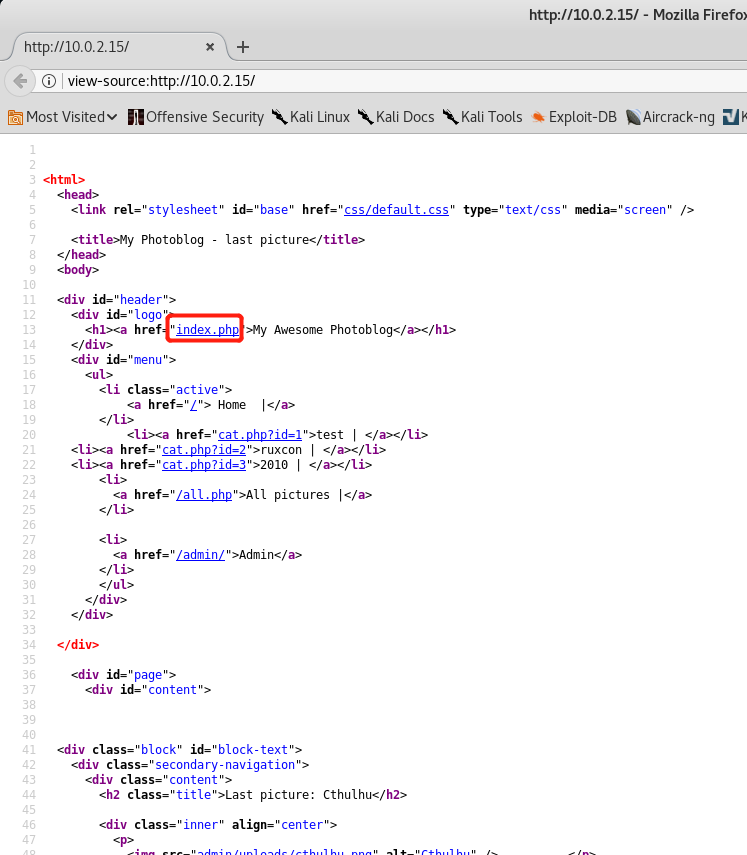 http://10.0.2.15/ - Mozilla Firefox
http://10.0.2.15/ × +
view-source:http://10.0.2.15/
Most Visited Offensive Security Kali Linux Kali Docs Kali Tools Exploit-DB Aircrack-ng K
1
2
3 <html>
4 <head>
5 <link rel="stylesheet" id="base" href="css/default.css" type="text/css" media="screen" />
6
7 <title>My Photoblog - last picture</title>
8 </head>
9 <body>
10
11 <div id="header">
12 <div id="logo">
13 <h1><a href="index.php">My Awesome Photoblog</a></h1>
14 </div>
15 <div id="menu">
16 <ul>
17 <li class="active">
18 <a href="/"> Home |</a>
19 </li>
20 <li><a href="cat.php?id=1">test | </a></li>
21 <li><a href="cat.php?id=2">ruxcon | </a></li>
22 <li><a href="cat.php?id=3">2010 | </a></li>
23 <li>
24 <a href="/all.php">All pictures |</a>
25 </li>
26
27 <li>
28 <a href="/admin/">Admin</a>
29 </li>
30 </ul>
31 </div>
32 </div>
33
34 </div>
35
36 <div id="page">
37 <div id="content">
38
39
40
41 <div class="block" id="block-text">
42 <div class="secondary-navigation">
43 <div class="content">
44 <h2 class="title">Last picture: Cthulhu</h2>
45
46 <div class="inner" align="center">
47 <p>
48 <img src="admin/uploads/cthulhu.png" alt="Cthulhu" /> </p>